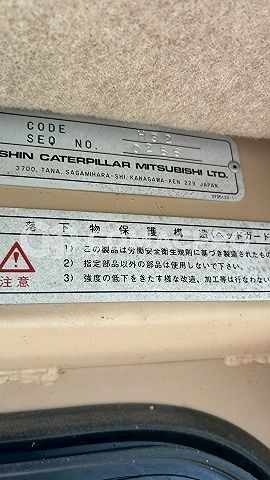 CODE
SEQ NO.
SHIN CATERPILLAR MITSUBISHI LTD.
3700, TANA, SAGAMIHARA-SHI, KANAGAWA-KEN 229 JAPAN
落下物保護構造(ヘッドガード
1) この製品は労働安全衛生規則に基づき製造されたもの
2) 指定部品以外の部品は使用しないで下さい。
注意
3) 強度の低下をきたす様な改造、加工等は行なわない